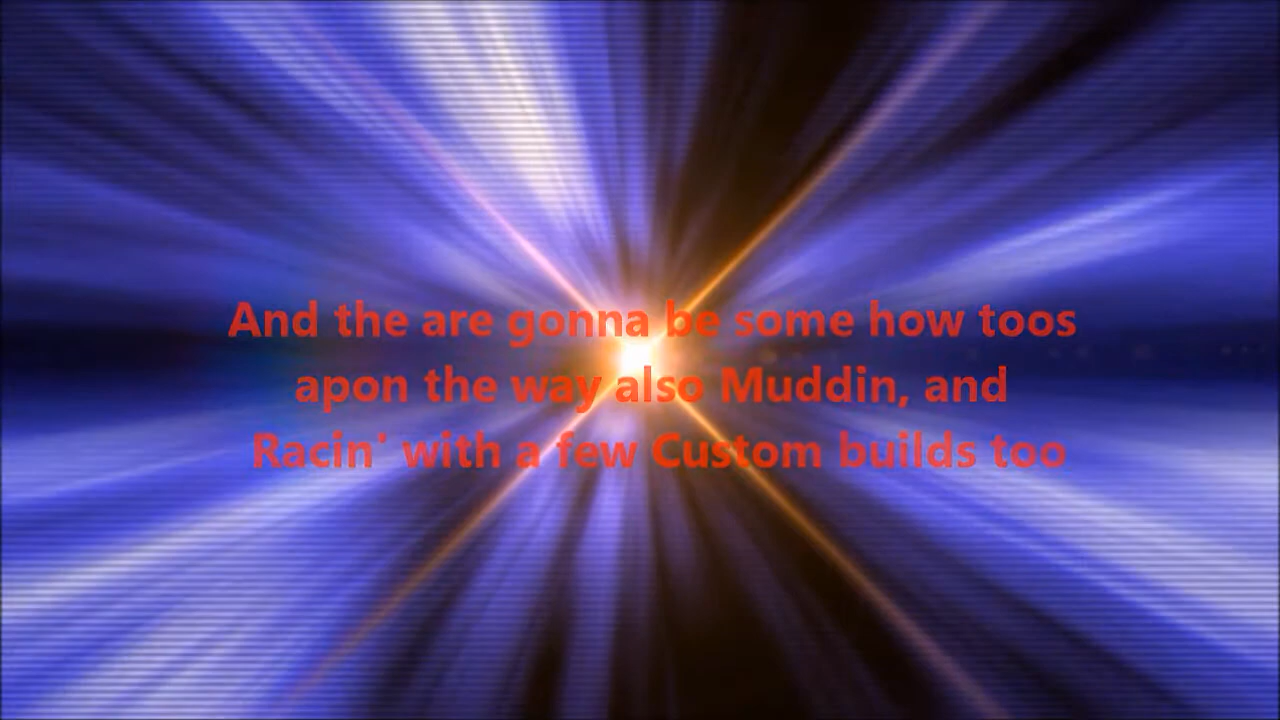 And the are gonna be some how toos
apon the way also Muddin, and
Racin' with a few Custom builds too